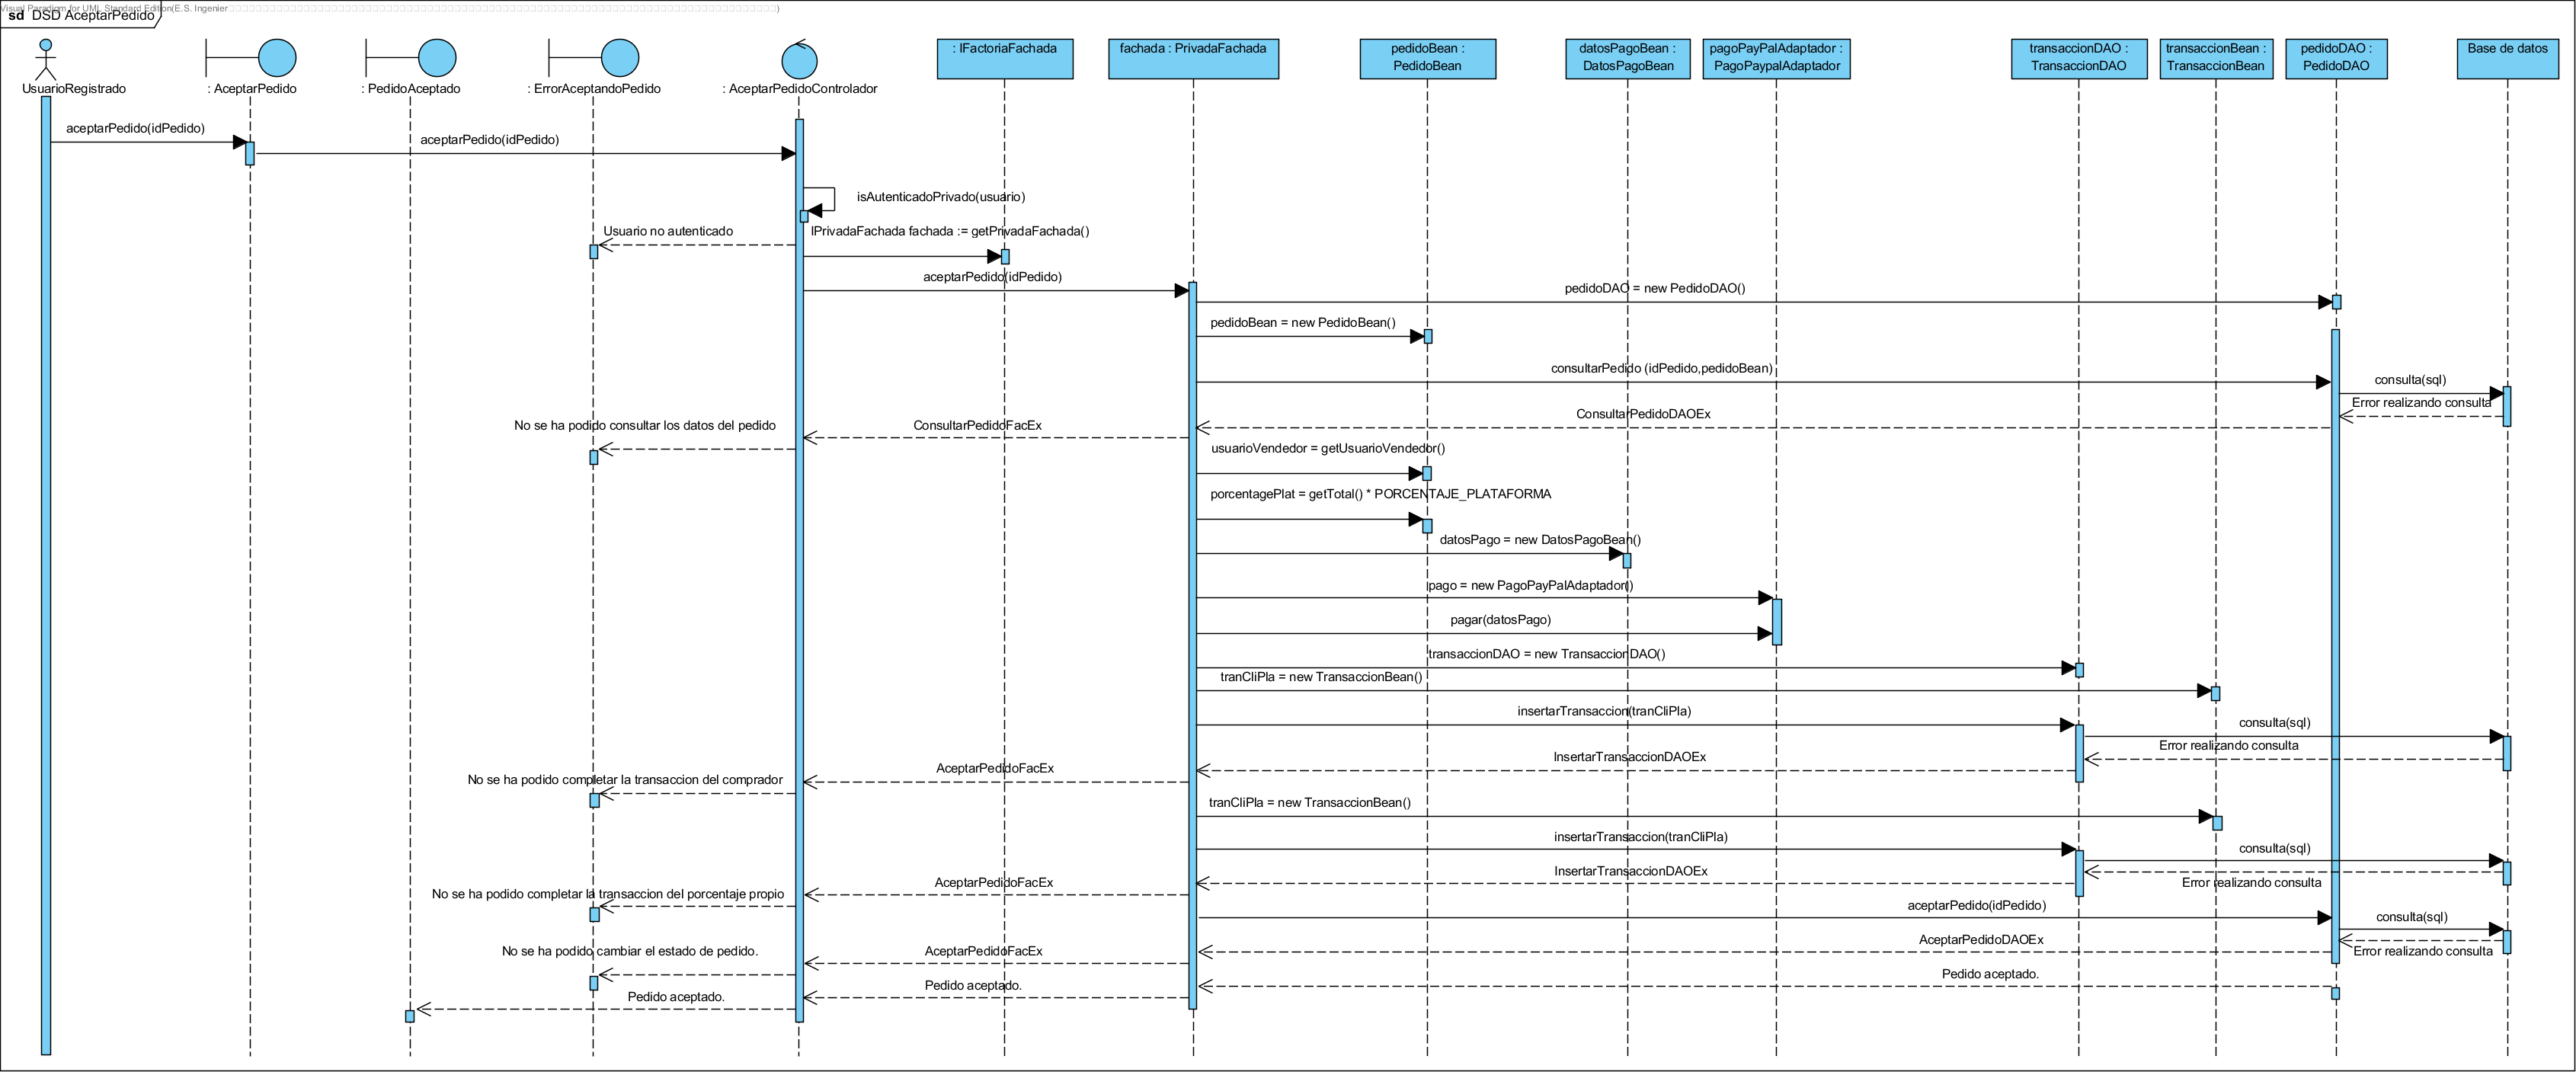 Visual Paradigm for UML Standard Edition(E.S. Ingenier
sd DSD AceptarPedido
UsuarioRegistrado
: AceptarPedido
: PedidoAceptado
: ErrorAceptandoPedido
: AceptarPedidoControlador
: IFactoriaFachada
fachada : PrivadaFachada
pedidoBean :
PedidoBean
datosPagoBean :
DatosPagoBean
pagoPayPalAdaptador :
PagoPaypalAdaptador
transaccionDAO :
TransaccionDAO
transaccionBean :
TransaccionBean
pedidoDAO :
PedidoDAO
Base de datos
aceptarPedido(idPedido)
aceptarPedido(idPedido)
isAutenticadoPrivado(usuario)
Usuario no autenticado
IPrivadaFachada fachada := getPrivadaFachada()
aceptarPedido(idPedido)
pedidoDAO = new PedidoDAO()
pedidoBean = new PedidoBean()
consultarPedido (idPedido,pedidoBean)
consulta(sql)
Error realizando consulta
ConsultarPedidoDAOEx
ConsultarPedidoFacEx
No se ha podido consultar los datos del pedido
usuarioVendedor = getUsuarioVendedor()
porcentagePlat = getTotal() * PORCENTAJE_PLATAFORMA
datosPago = new DatosPagoBean()
pago = new PagoPayPalAdaptador()
pagar(datosPago)
transaccionDAO = new TransaccionDAO()
tranCliPla = new TransaccionBean()
insertarTransaccion(tranCliPla)
consulta(sql)
Error realizando consulta
InsertarTransaccionDAOEx
AceptarPedidoFacEx
No se ha podido completar la transaccion del comprador
tranCliPla = new TransaccionBean()
insertarTransaccion(tranCliPla)
consulta(sql)
InsertarTransaccionDAOEx
Error realizando consulta
AceptarPedidoFacEx
No se ha podido completar la transaccion del porcentaje propio
aceptarPedido(idPedido)
consulta(sql)
AceptarPedidoDAOEx
Error realizando consulta
AceptarPedidoFacEx
No se ha podido cambiar el estado de pedido.
Pedido aceptado.
Pedido aceptado.
Pedido aceptado.